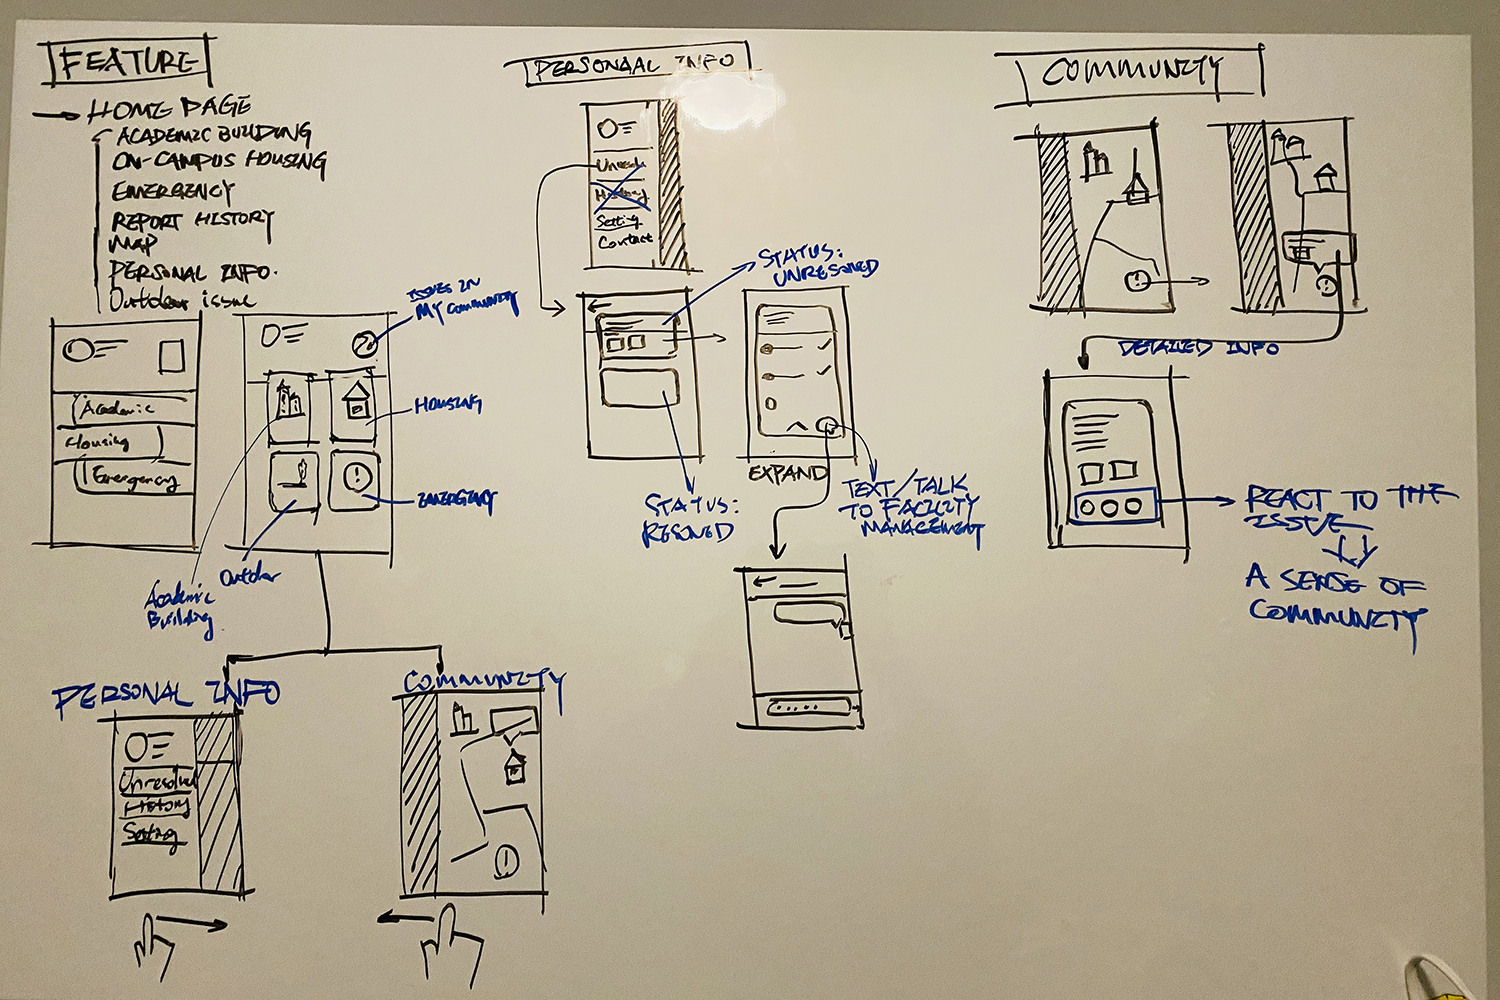 FEATURE
HOME PAGE
ACADEMIC BUILDING
ON-CAMPUS HOUSING
EMERGENCY
REPORT HISTORY
MAP
PERSONAL INFO.
Outdoor issue
Academic
Housing
Emergency
ISSUES IN
MY COMMUNITY
HOUSING
EMERGENCY
Outdoor
Academic
Building
PERSONAL INFO
Unresolved
History
Setting
COMMUNITY
PERSONAAL INFO
History
Setting
Contact
STATUS:
UNRESOLVED
STATUS:
RESOLVED
EXPAND
TEXT/TALK
TO FACILITY
MANAGEMENT
COMMUNITY
DETAILED INFO
REACT TO THE
ISSUE
A SENSE OF
COMMUNITY